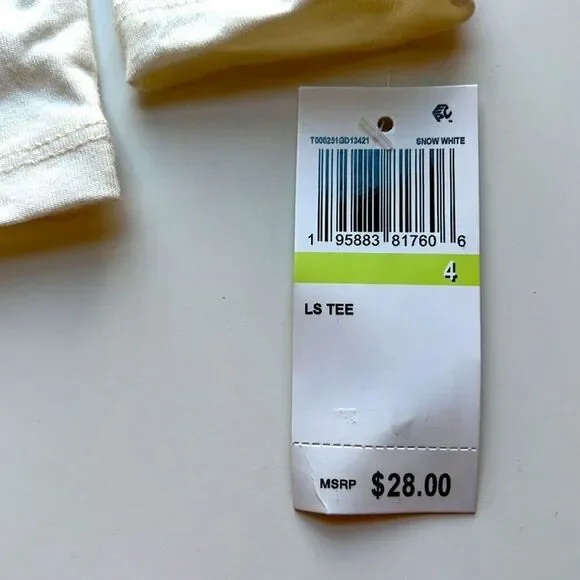 T000251GD13421 SNOW WHITE
1 95883 81760 6
4
LS TEE
MSRP $28.00